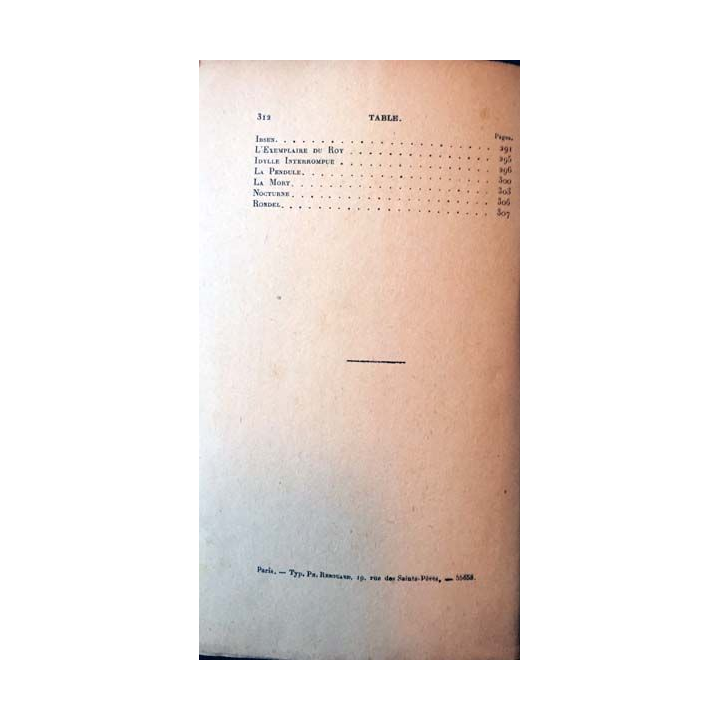 312 TABLE.
Pages.
Ibsen. . . . . . . . . . . . . . . . . . . . 291
L'Exemplaire du Roy . . . . . . . . . . . . 295
Idylle Interrompue . . . . . . . . . . . . . 296
La Pendule. . . . . . . . . . . . . . . . . 300
La Mort. . . . . . . . . . . . . . . . . . . 303
Nocturne . . . . . . . . . . . . . . . . . . 306
Rondel. . . . . . . . . . . . . . . . . . . 307
Paris. — Typ. Ph. Renouard, 19, rue des Saints-Pères, — 55658.